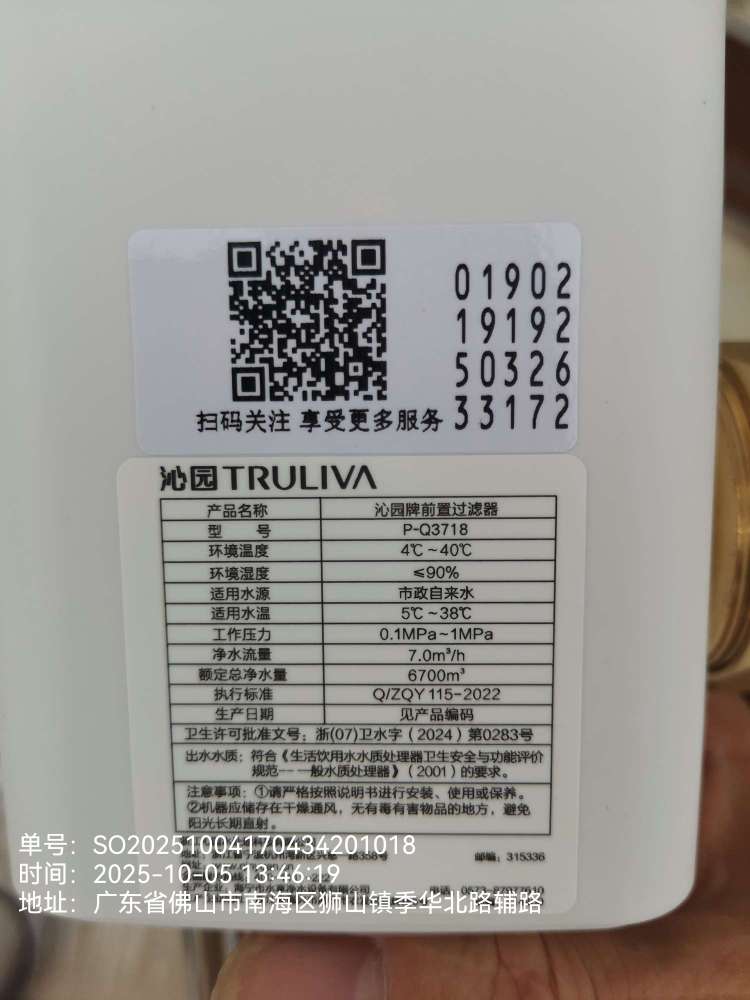 01902
19192
50326
33172
扫码关注 享受更多服务
沁园TRULIVA
产品名称 沁园牌前置过滤器
型 号 P-Q3718
环境温度 4℃~40℃
环境湿度 ≤90%
适用水源 市政自来水
适用水温 5℃~38℃
工作压力 0.1MPa~1MPa
净水流量 7.0m³/h
额定总净水量 6700m³
执行标准 Q/ZQY 115-2022
生产日期 见产品编码
卫生许可批准文号：浙(07)卫水字（2024）第0283号
出水水质：符合《生活饮用水水质处理器卫生安全与功能评价
规范--一般水质处理器》（2001）的要求。
注意事项：①请严格按照说明书进行安装、使用或保养。
②机器应储存在干燥通风，无有毒有害物品的地方，避免
阳光长期直射。
单号：SO20251004170434201018
路358号 邮编：315336
时间：2025-10-05 13:46:19
地址：广东省佛山市南海区狮山镇季华北路辅路